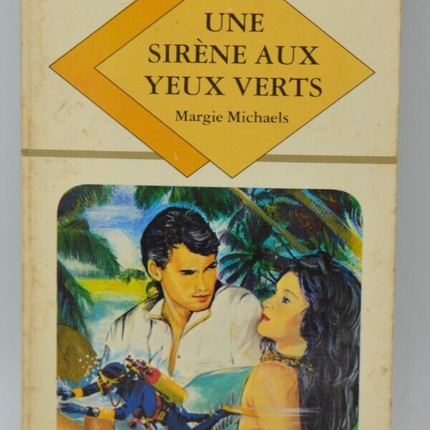 UNE
SIRÈNE AUX
YEUX VERTS
Margie Michaels